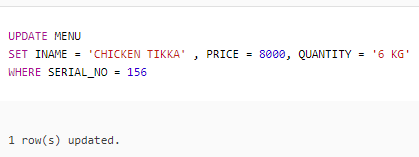 UPDATE MENU
SET INAME = 'CHICKEN TIKKA' , PRICE = 8000, QUANTITY = '6 KG'
WHERE SERIAL_NO = 156
1 row(s) updated.